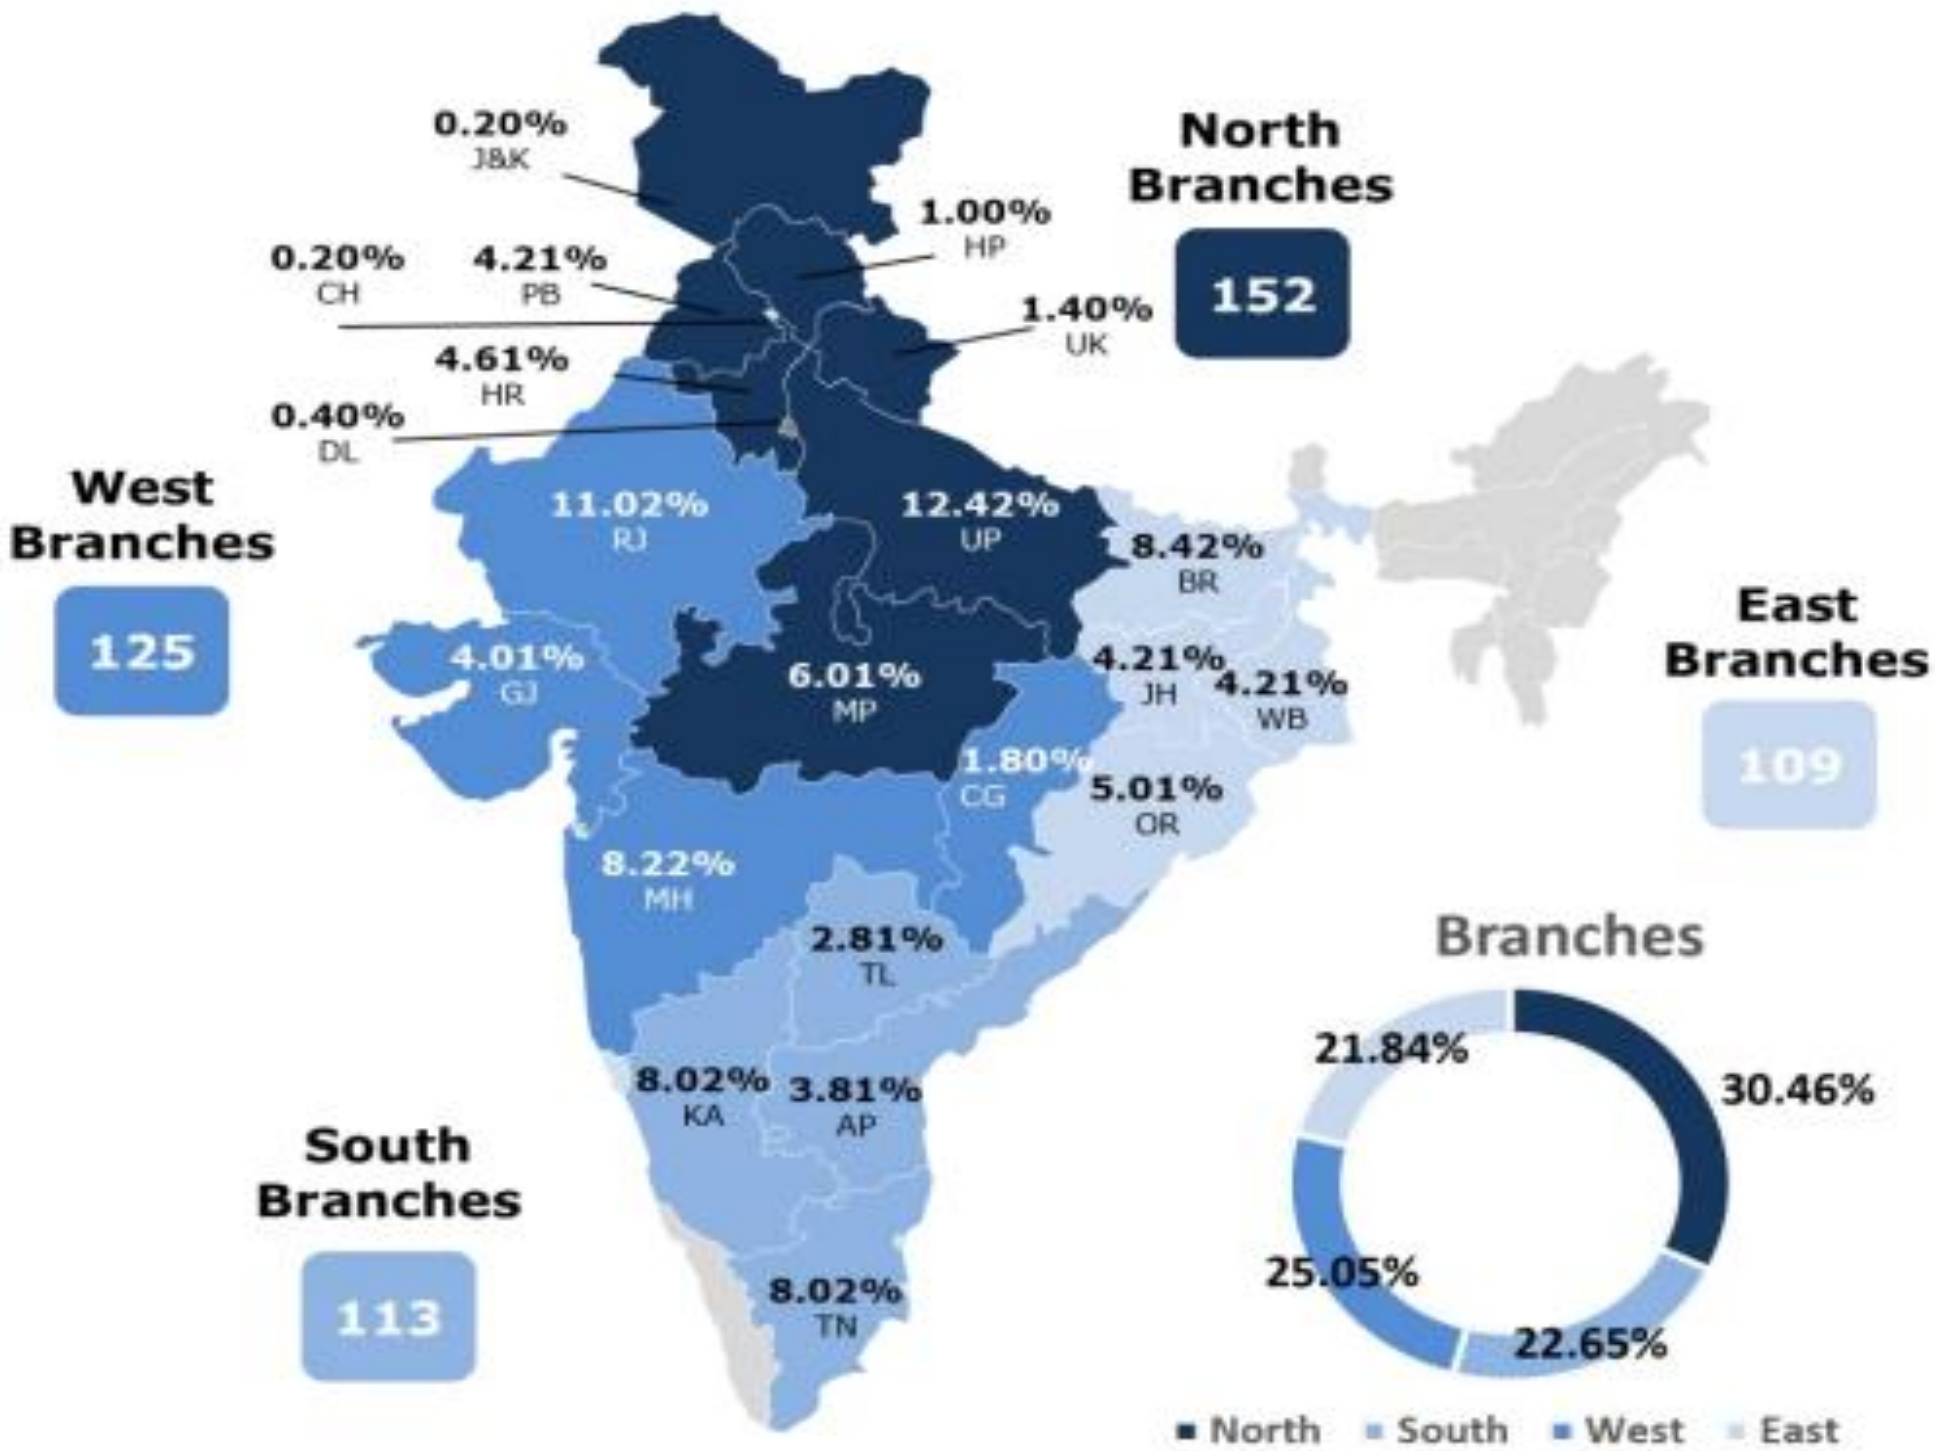 0.20%
J&K
North
Branches
152
1.00%
HP
0.20%
CH
4.21%
PB
1.40%
UK
4.61%
HR
0.40%
DL
West
Branches
125
11.02%
RJ
12.42%
UP
8.42%
BR
East
Branches
109
4.01%
GJ
6.01%
MP
4.21%
JH
4.21%
WB
1.80%
CG
5.01%
OR
8.22%
MH
2.81%
TL
8.02%
KA
3.81%
AP
South
Branches
113
8.02%
TN
Branches
21.84%
30.46%
25.05%
22.65%
North South West East